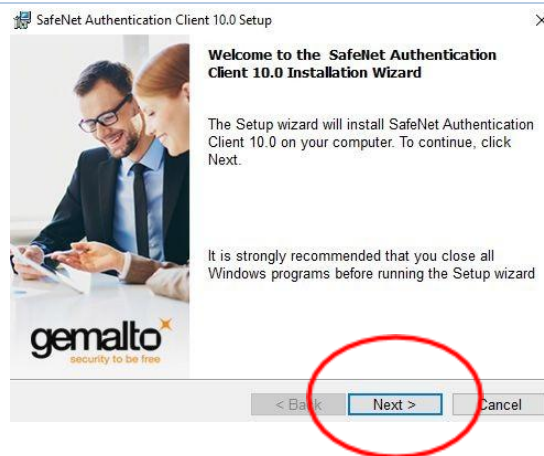 SafeNet Authentication Client 10.0 Setup
Welcome to the SafeNet Authentication
Client 10.0 Installation Wizard
The Setup wizard will install SafeNet Authentication
Client 10.0 on your computer. To continue, click
Next.
It is strongly recommended that you close all
Windows programs before running the Setup wizard
gemalto
security to be free
< Back
Next >
Cancel